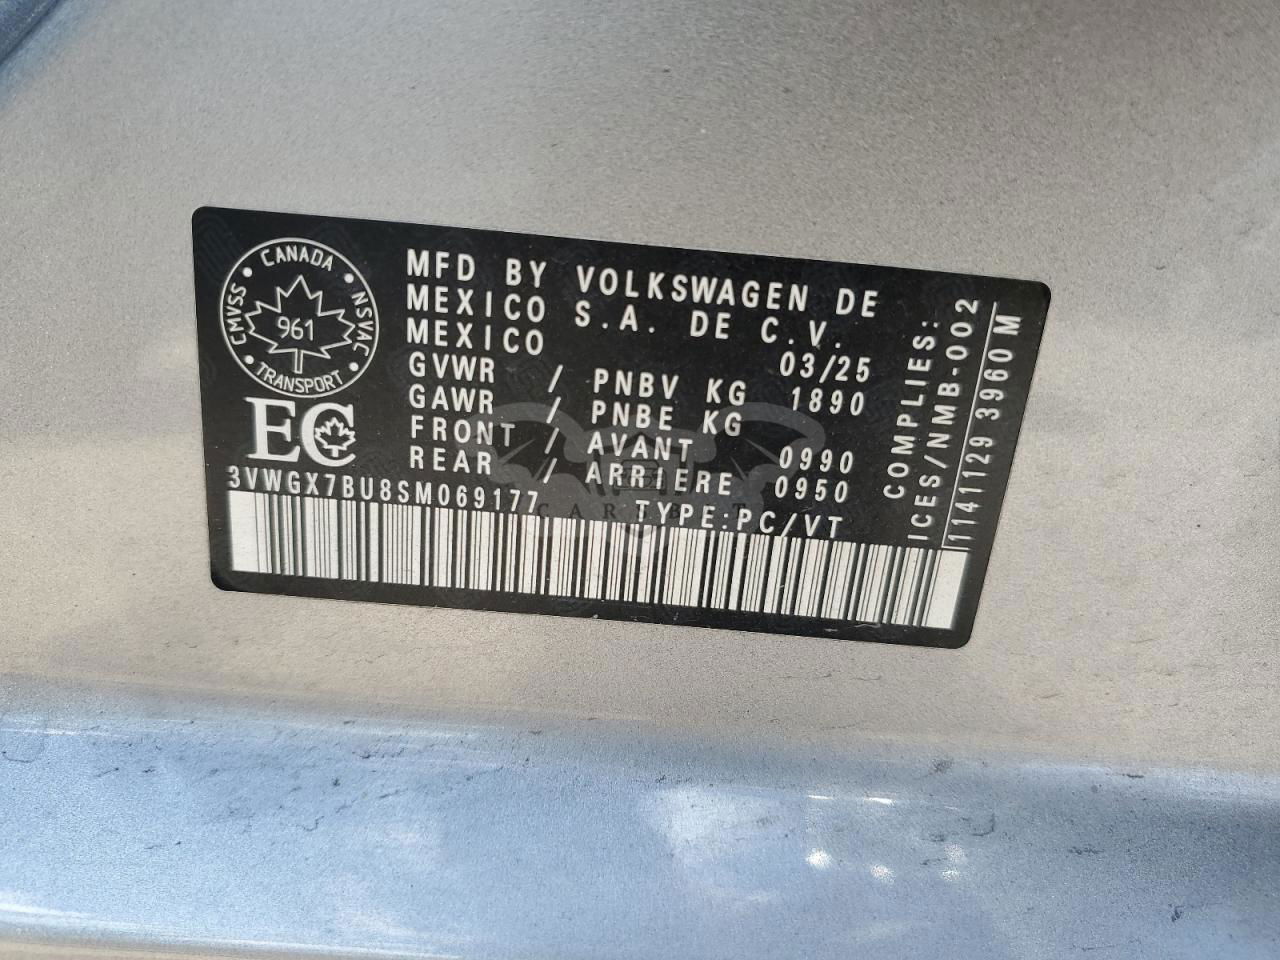 CANADA
CMVSS • NSVAC
961
TRANSPORT
EC
MFD BY VOLKSWAGEN DE
MEXICO S.A. DE C.V.
MEXICO 03/25
GVWR / PNBV KG 1890
GAWR / PNBE KG
FRONT / AVANT 0990
REAR / ARRIERE 0950
3VWGX7BU8SM069177 TYPE:PC/VT
COMPLIES:
ICES/NMB-002
1141129 3960 M
CARSBAT